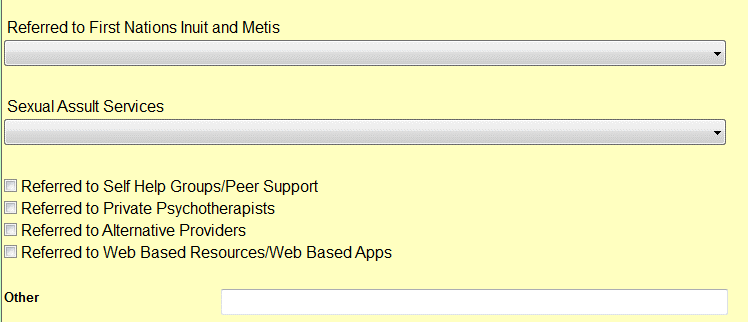 Referred to First Nations Inuit and Metis
Sexual Assult Services
Referred to Self Help Groups/Peer Support
Referred to Private Psychotherapists
Referred to Alternative Providers
Referred to Web Based Resources/Web Based Apps
Other